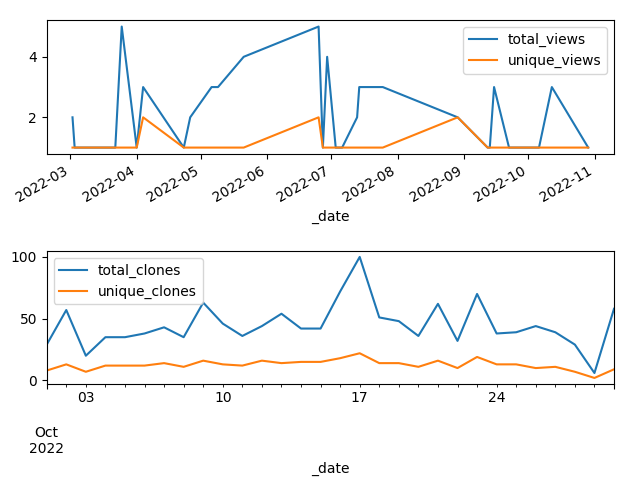 4
2
total_views
unique_views
2022-03
2022-04
2022-05
2022-06
2022-07
2022-08
2022-09
2022-10
2022-11
_date
100
50
0
total_clones
unique_clones
03
10
17
24
Oct
2022
_date